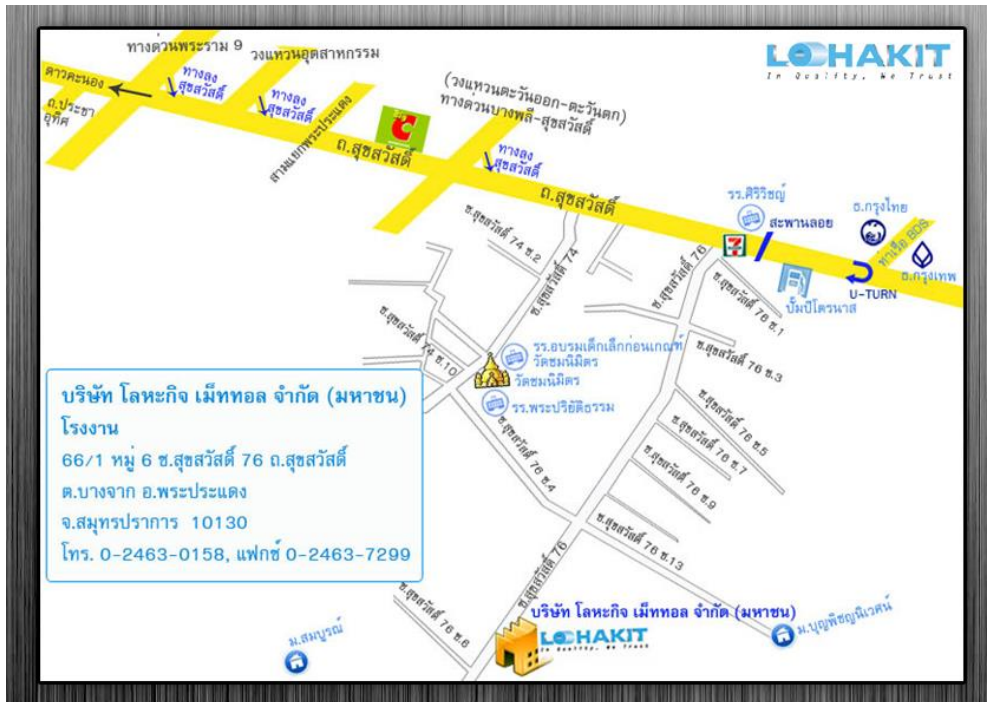 ทางด่วนพระราม 9
วงแหวนอุตสาหกรรม
LOHAKIT
In Quality, We Trust
ดาวคะนอง
ทางลง
สุขสวัสดิ์
ทางลง
สุขสวัสดิ์
(วงแหวนตะวันออก-ตะวันตก)
ทางด่วนบางพลี-สุขสวัสดิ์
ถ.ประชา
อุทิศ
สามแยกพระประแดง
บิ๊ก
C
ถ.สุขสวัสดิ์
ทางลง
สุขสวัสดิ์
ถ.สุขสวัสดิ์
รร.ศิริวิชญ์
สะพานลอย
ธ.กรุงไทย
ท่าเรือ BDS
ธ.กรุงเทพ
7
U-TURN
ปั๊มปิโตรนาส
ซ.สุขสวัสดิ์ 74 ซ.2
ซ.สุขสวัสดิ์ 74
ซ.สุขสวัสดิ์ 76
ซ.สุขสวัสดิ์ 76 ซ.1
ซ.สุขสวัสดิ์ 74 ซ.10
รร.อบรมเด็กเล็กก่อนเกณฑ์
วัดชมนิมิตร
วัดชมนิมิตร
รร.พระปริยัติธรรม
ซ.สุขสวัสดิ์ 76 ซ.3
ซ.สุขสวัสดิ์ 76 ซ.5
ซ.สุขสวัสดิ์ 76 ซ.7
ซ.สุขสวัสดิ์ 76 ซ.9
ซ.สุขสวัสดิ์ 76 ซ.4
ซ.สุขสวัสดิ์ 76 ซ.13
บริษัท โลหะกิจ เม็ททอล จำกัด (มหาชน)
โรงงาน
66/1 หมู่ 6 ซ.สุขสวัสดิ์ 76 ถ.สุขสวัสดิ์
ต.บางจาก อ.พระประแดง
จ.สมุทรปราการ 10130
โทร. 0-2463-0158, แฟกซ์ 0-2463-7299
ซ.สุขสวัสดิ์ 76
ซ.สุขสวัสดิ์ 76 ซ.6
บริษัท โลหะกิจ เม็ททอล จำกัด (มหาชน)
LOHAKIT
In Quality, We Trust
ม.สมบูรณ์
ม.บุญพิชญนิเวศน์